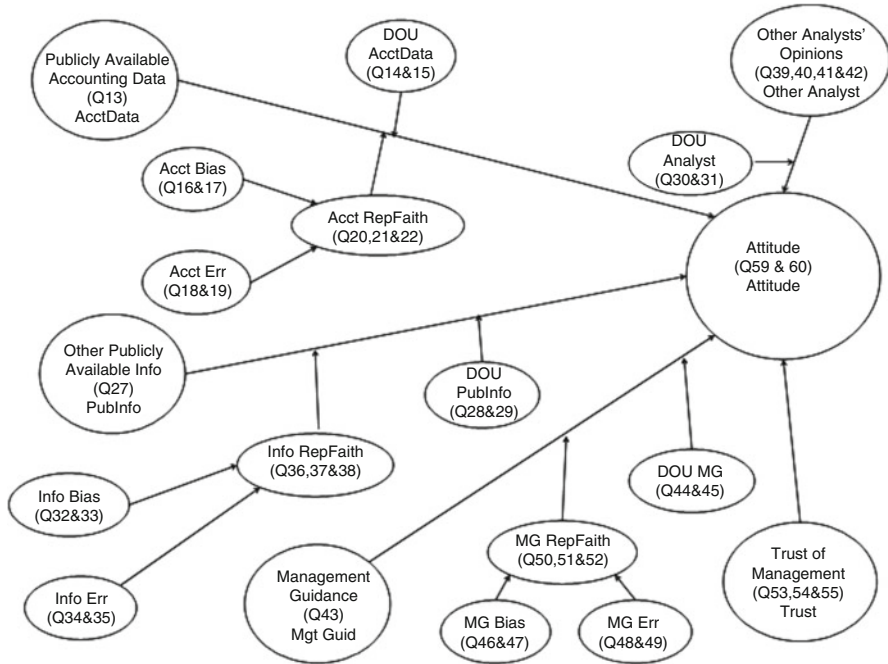 Publicly Available
Accounting Data
(Q13)
AcctData
DOU
AcctData
(Q14&15)
Other Analysts'
Opinions
(Q39,40,41&42)
Other Analyst
DOU
Analyst
(Q30&31)
Acct Bias
(Q16&17)
Acct RepFaith
(Q20,21&22)
Acct Err
(Q18&19)
Attitude
(Q59 & 60)
Attitude
Other Publicly
Available Info
(Q27)
PubInfo
DOU
PubInfo
(Q28&29)
Info RepFaith
(Q36,37&38)
Info Bias
(Q32&33)
Info Err
(Q34&35)
DOU MG
(Q44&45)
MG RepFaith
(Q50,51&52)
Management
Guidance
(Q43)
Mgt Guid
MG Bias
(Q46&47)
MG Err
(Q48&49)
Trust of
Management
(Q53,54&55)
Trust